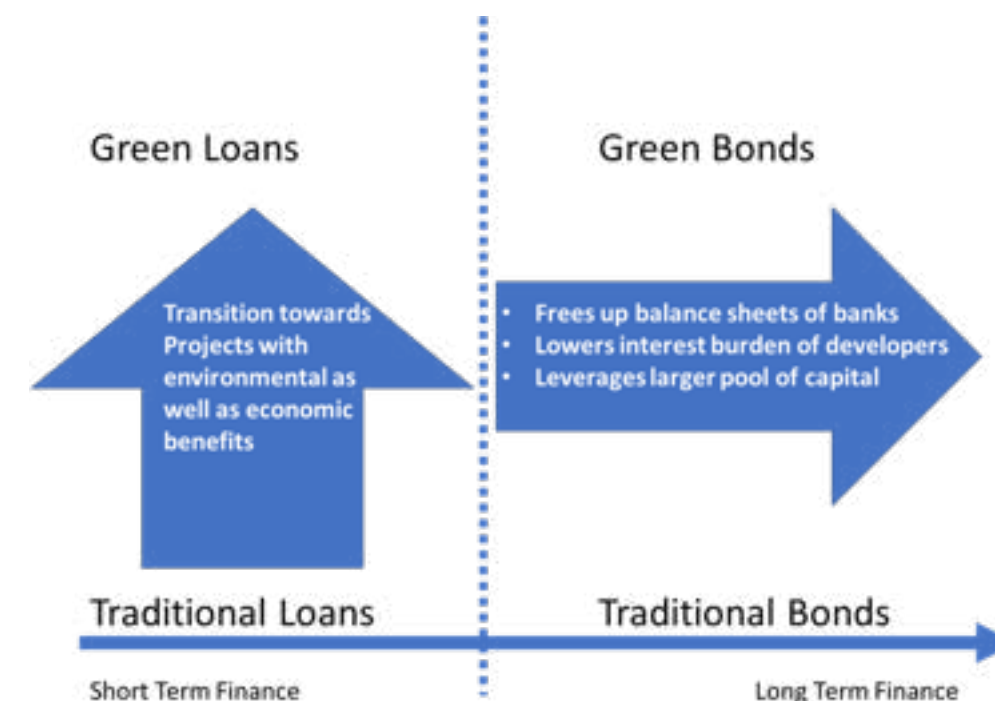 Green Loans
Green Bonds
Transition towards
Projects with
environmental as
well as economic
benefits
• Frees up balance sheets of banks
• Lowers interest burden of developers
• Leverages larger pool of capital
Traditional Loans
Traditional Bonds
Short Term Finance
Long Term Finance